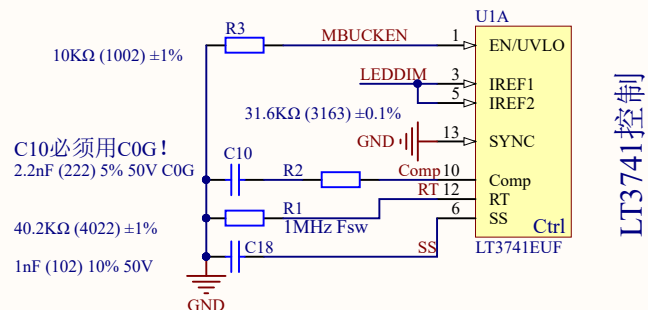 U1A
R3
MBUCKEN
1
EN/UVLO
10KΩ (1002) ±1%
LEDDIM
3
IREF1
5
IREF2
31.6KΩ (3163) ±0.1%
GND
13
SYNC
C10必须用C0G！
2.2nF (222) 5% 50V C0G
C10
R2
Comp
10
Comp
RT
12
RT
R1
1MHz Fsw
6
SS
40.2KΩ (4022) ±1%
Ctrl
1nF (102) 10% 50V
C18
SS
LT3741EUF
GND
LT3741控制